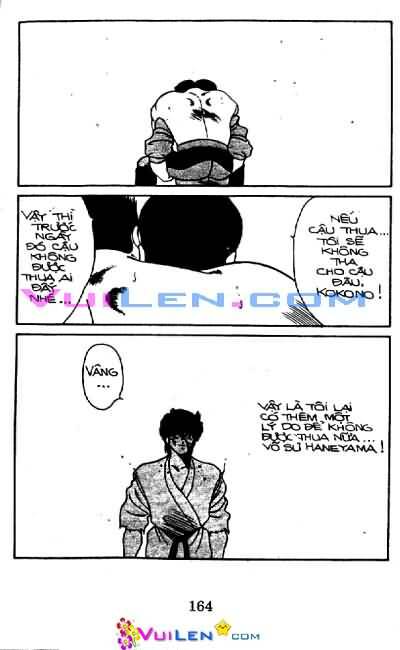 VẬY THÌ
TRƯỚC
NGÀY
ĐÓ CẬU
KHÔNG
ĐƯỢC
THUA AI
ĐẤY
NHÉ...
NẾU
CẬU THUA...
TÔI SẼ
KHÔNG
THA
CHO CẬU
ĐÂU,
KOKONO!
VUILEN.COM
VÂNG
...
VẬY LÀ TÔI LẠI
CÓ THÊM MỘT
LÝ DO ĐỂ KHÔNG
ĐƯỢC THUA NỮA...
VÕ SƯ HANEYAMA!
164
VUILEN.COM